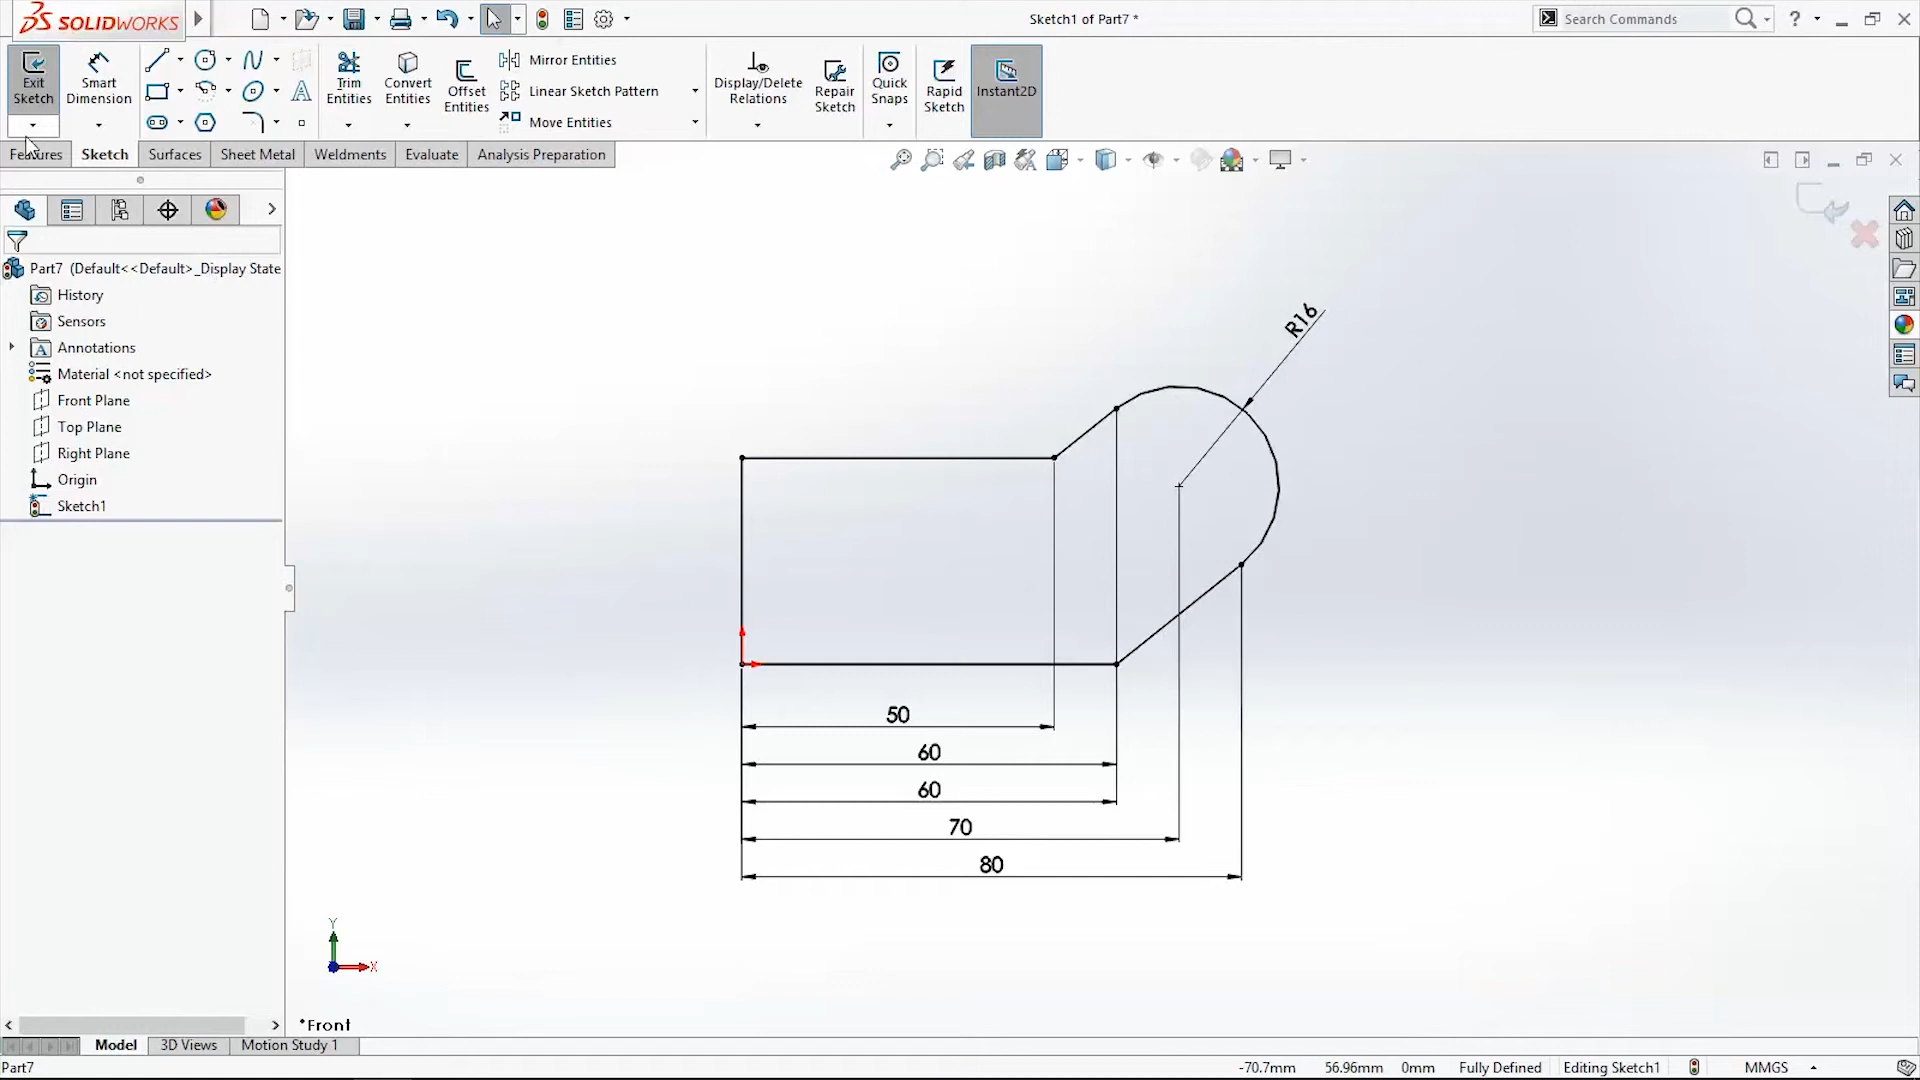 SOLIDWORKS
Sketch1 of Part7 *
Search Commands
?
Exit Sketch
Smart Dimension
Trim Entities
Convert Entities
Offset Entities
Mirror Entities
Linear Sketch Pattern
Move Entities
Display/Delete Relations
Repair Sketch
Quick Snaps
Rapid Sketch
Instant2D
Features
Sketch
Surfaces
Sheet Metal
Weldments
Evaluate
Analysis Preparation
Part7 (Default<<Default>_Display State
History
Sensors
Annotations
Material <not specified>
Front Plane
Top Plane
Right Plane
Origin
Sketch1
R16
50
60
60
70
80
Y
X
*Front
Model
3D Views
Motion Study 1
Part7
-70.7mm
56.96mm
0mm
Fully Defined
Editing Sketch1
MMGS